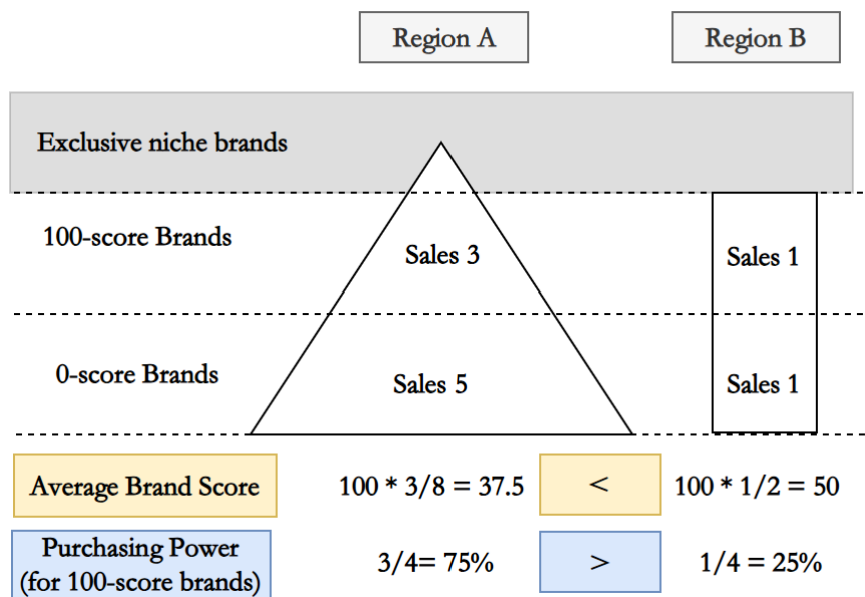 Region A
Region B
Exclusive niche brands
100-score Brands
Sales 3
Sales 1
0-score Brands
Sales 5
Sales 1
Average Brand Score
100 * 3/8 = 37.5
<
100 * 1/2 = 50
Purchasing Power
(for 100-score brands)
3/4= 75%
>
1/4 = 25%